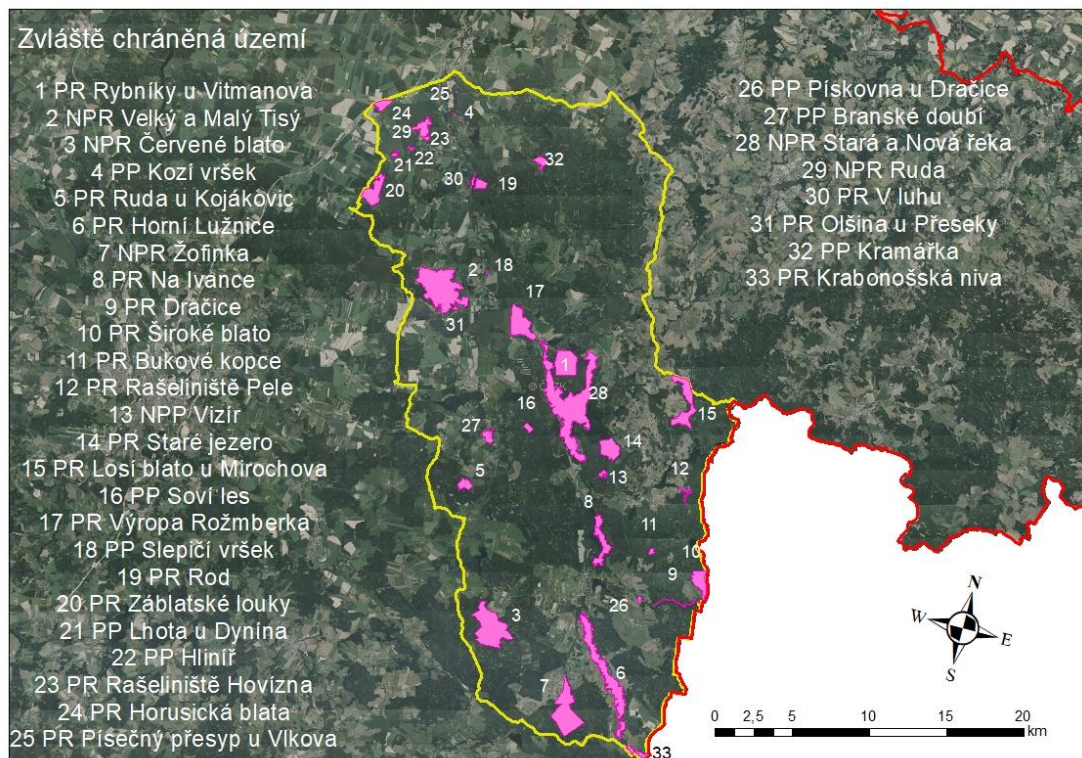 Zvláště chráněná území
1 PR Rybníky u Vitmanova
2 NPR Velký a Malý Tisý
3 NPR Červené blato
4 PP Kozí vršek
5 PR Ruda u Kojákovic
6 PR Horní Lužnice
7 NPR Žofinka
8 PR Na Ivance
9 PR Dračice
10 PR Široké blato
11 PR Bukové kopce
12 PR Rašeliniště Pele
13 NPP Vizír
14 PR Staré jezero
15 PR Losí blato u Mirochova
16 PP Soví les
17 PR Výropa Rožmberka
18 PP Slepičí vršek
19 PR Rod
20 PR Záblatské louky
21 PP Lhota u Dynína
22 PP Hliníř
23 PR Rašeliniště Hovízna
24 PR Horusická blata
25 PR Písečný přesyp u Vlkova
26 PP Pískovna u Dračice
27 PP Branské doubí
28 NPR Stará a Nová řeka
29 NPR Ruda
30 PR V luhu
31 PR Olšina u Přeseky
32 PP Kramářka
33 PR Krabonošská niva
25
24
4
29
23
22
21
32
30
19
20
2
18
31
17
1
28
16
15
27
14
5
13
12
8
11
10
9
26
3
6
7
33
N
W
E
S
0 2,5 5 10 15 20
km